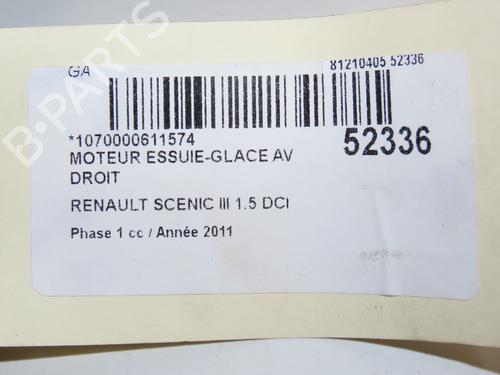 GA
81210405 52336
*1070000611574
52336
MOTEUR ESSUIE-GLACE AV
DROIT
RENAULT SCENIC III 1.5 DCI
Phase 1 cc / Année 2011
B-PARTS